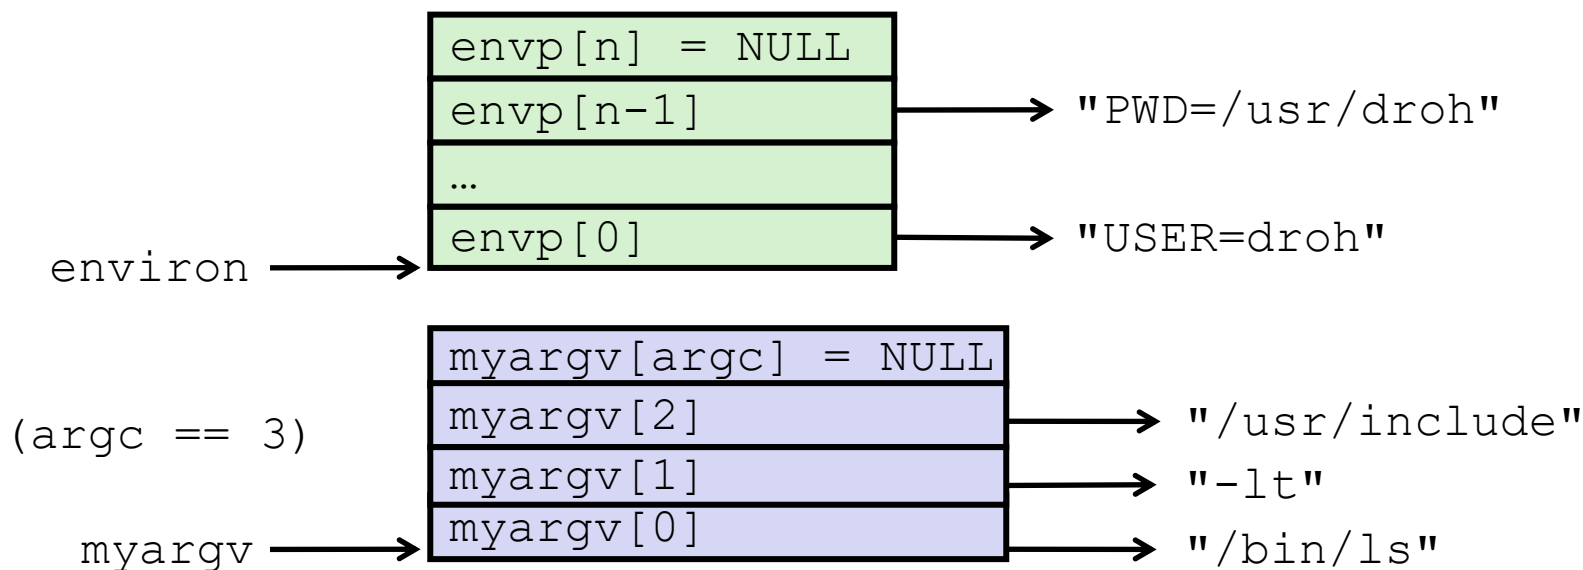 envp[n] = NULL
envp[n-1] "PWD=/usr/droh"
…
envp[0] "USER=droh"
environ
myargv[argc] = NULL
(argc == 3) myargv[2] "/usr/include"
myargv[1] "-lt"
myargv myargv[0] "/bin/ls"